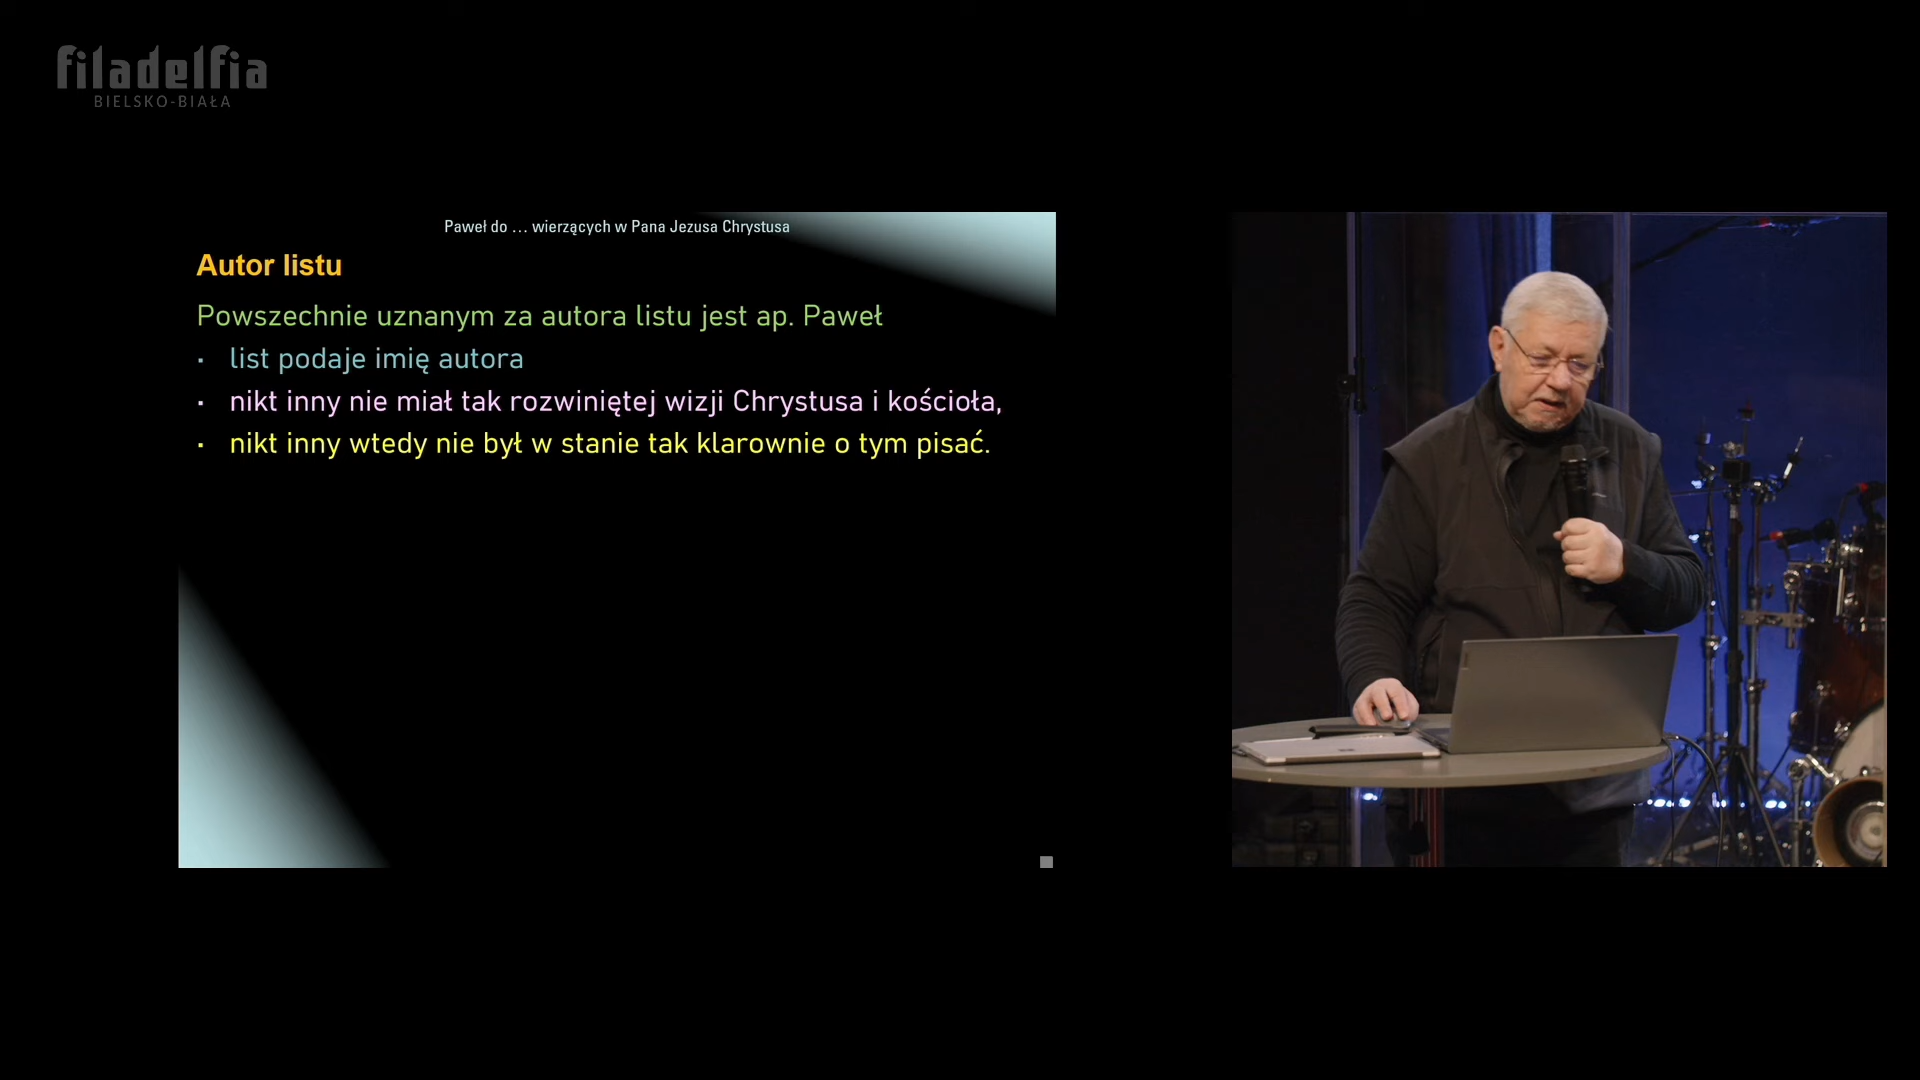 filadelfia
BIELSKO-BIAŁA
Paweł do … wierzących w Pana Jezusa Chrystusa
Autor listu
Powszechnie uznanym za autora listu jest ap. Paweł
· list podaje imię autora
· nikt inny nie miał tak rozwiniętej wizji Chrystusa i kościoła,
· nikt inny wtedy nie był w stanie tak klarownie o tym pisać.